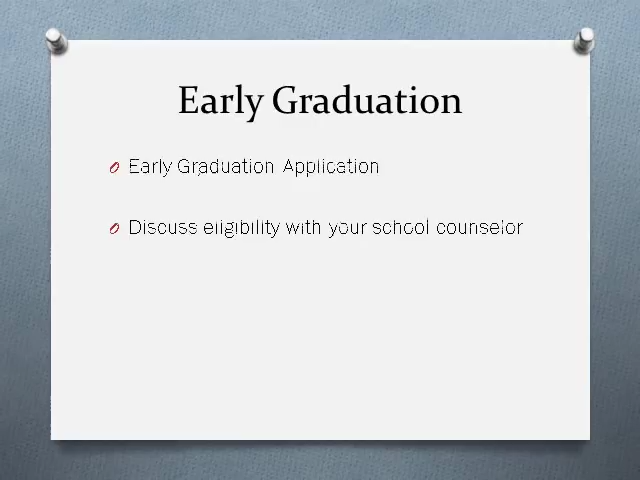 Early Graduation
Early Graduation Application
Discuss eligibility with your school counselor